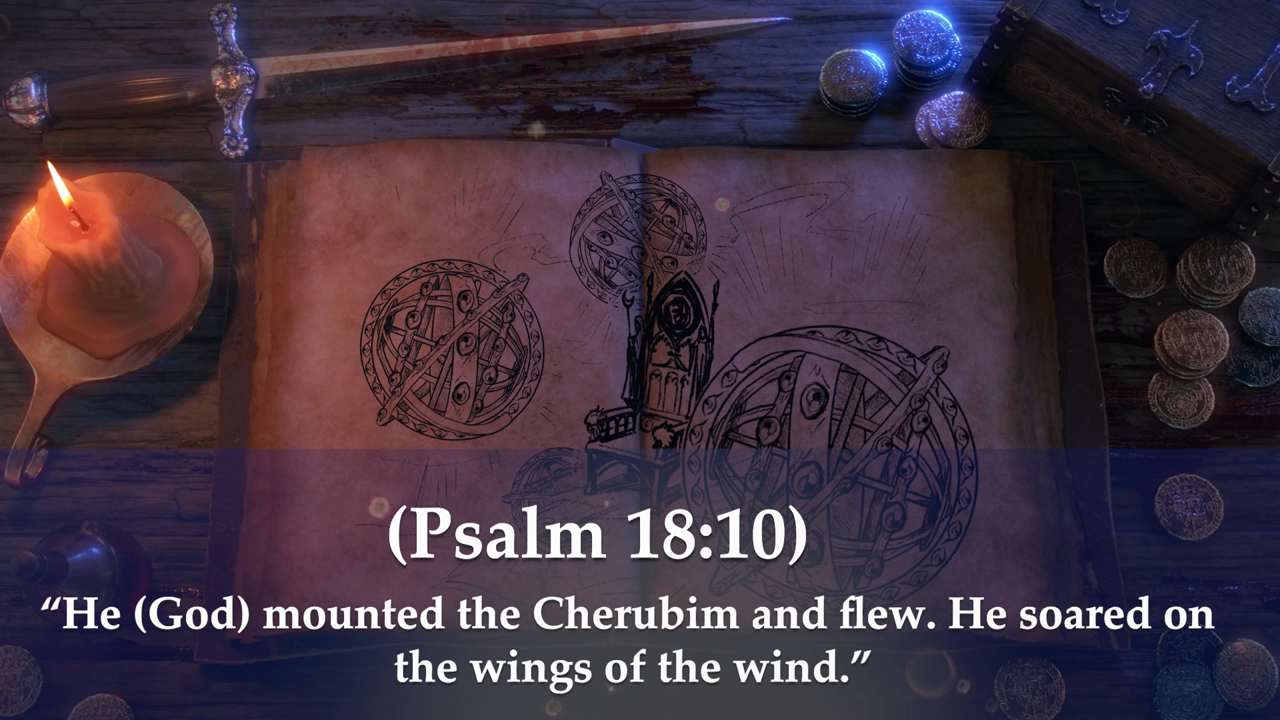 (Psalm 18:10)
“He (God) mounted the Cherubim and flew. He soared on
the wings of the wind.”